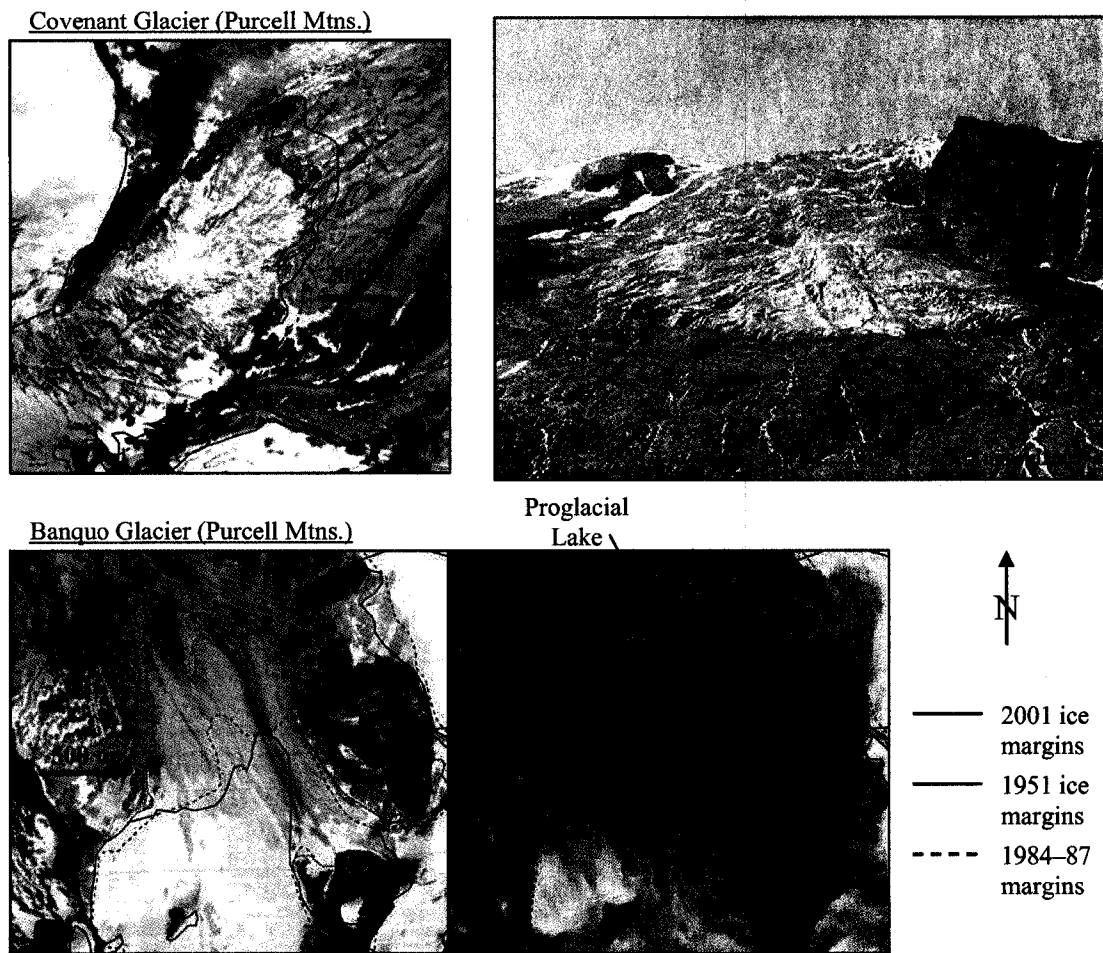 Covenant Glacier (Purcell Mtns.)
Proglacial
Lake
Banquo Glacier (Purcell Mtns.)
N
2001 ice
margins
1951 ice
margins
1984–87
margins